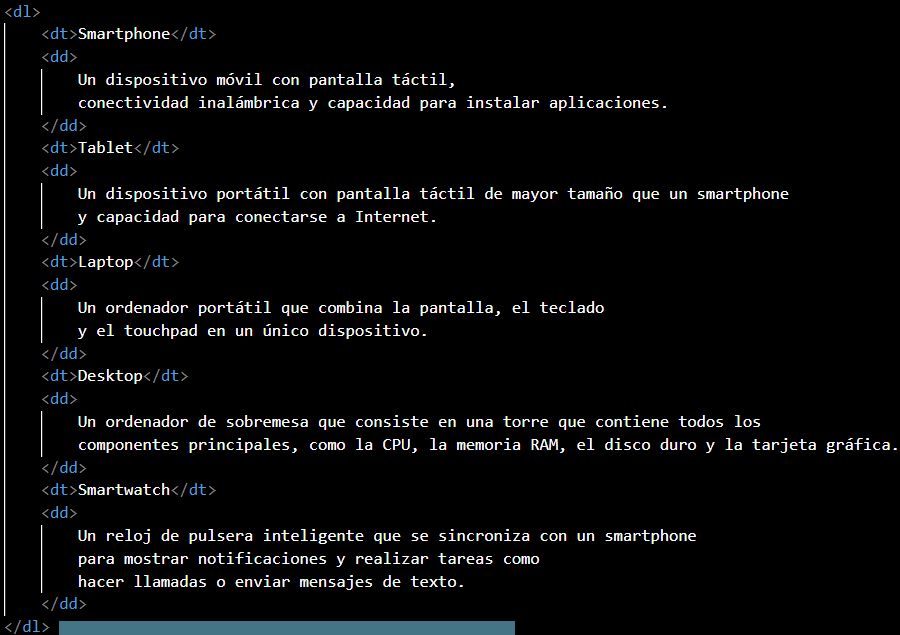 <dl>
<dt>Smartphone</dt>
<dd>
Un dispositivo móvil con pantalla táctil,
conectividad inalámbrica y capacidad para instalar aplicaciones.
</dd>
<dt>Tablet</dt>
<dd>
Un dispositivo portátil con pantalla táctil de mayor tamaño que un smartphone
y capacidad para conectarse a Internet.
</dd>
<dt>Laptop</dt>
<dd>
Un ordenador portátil que combina la pantalla, el teclado
y el touchpad en un único dispositivo.
</dd>
<dt>Desktop</dt>
<dd>
Un ordenador de sobremesa que consiste en una torre que contiene todos los
componentes principales, como la CPU, la memoria RAM, el disco duro y la tarjeta gráfica.
</dd>
<dt>Smartwatch</dt>
<dd>
Un reloj de pulsera inteligente que se sincroniza con un smartphone
para mostrar notificaciones y realizar tareas como
hacer llamadas o enviar mensajes de texto.
</dd>
</dl>